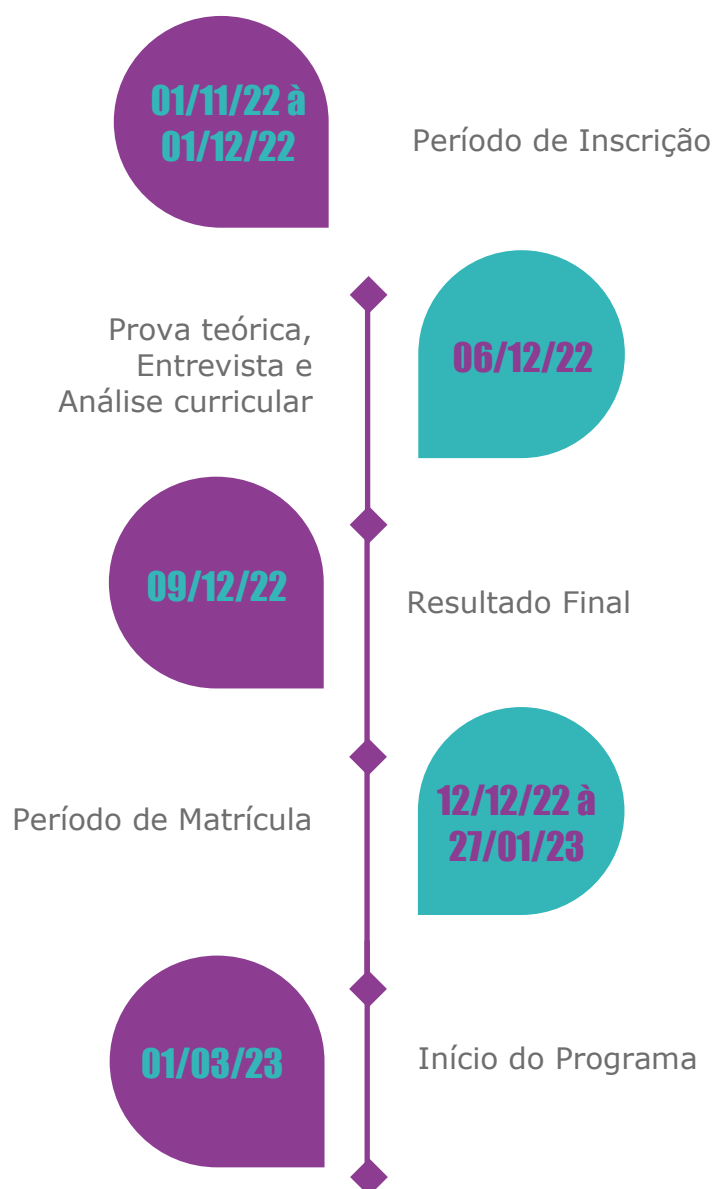 01/11/22 à
01/12/22
Período de Inscrição
Prova teórica,
Entrevista e
Análise curricular
06/12/22
09/12/22
Resultado Final
Período de Matrícula
12/12/22 à
27/01/23
01/03/23
Início do Programa